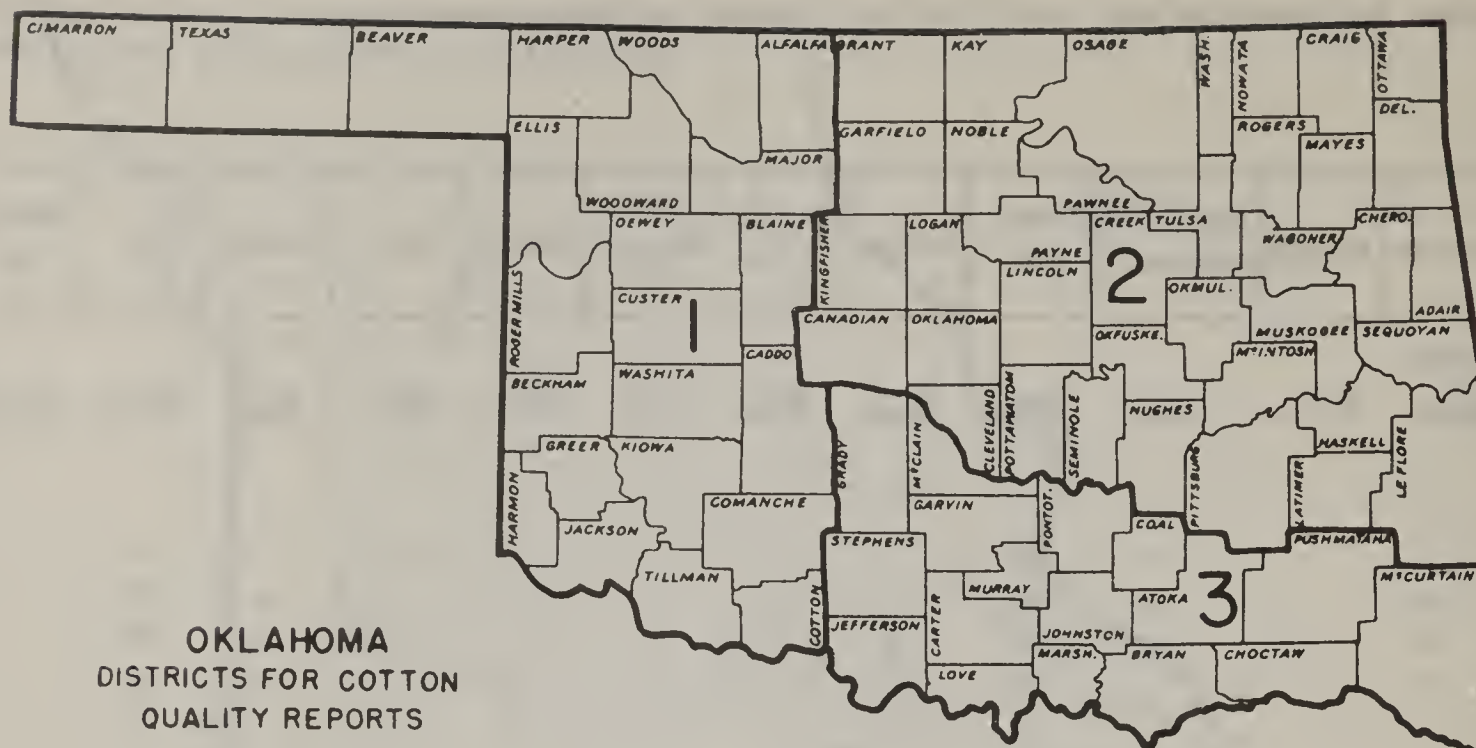 CIMARRON
TEXAS
BEAVER
HARPER
WOODS
ALFALFA
GRANT
KAY
OSAGE
WASH.
NOWATA
CRAIG
OTTAWA
DEL.
ELLIS
MAJOR
GARFIELD
NOBLE
ROGERS
MAYES
WOODWARD
PAWNEE
DEWEY
BLAINE
KINGFISHER
LOGAN
PAYNE
CREEK
TULSA
WAGONER
CHERO.
LINCOLN
2
OKMUL.
ADAIR
ROGER MILLS
CUSTER
1
CANADIAN
OKLAHOMA
OKFUSKE.
MUSKOGEE
SEQUOYAN
CADDO
McINTOSH
BECKHAM
WASHITA
CLEVELAND
POTTAWATOM
SEMINOLE
HUGHES
GREER
KIOWA
GRADY
McCLAIN
PITTSBURG
HASKELL
LATIMER
LE FLORE
HARMON
JACKSON
COMANCHE
GARVIN
PONTOT.
COAL
PUSHMATAHA
STEPHENS
TILLMAN
McCURTAIN
MURRAY
ATOKA
3
COTTON
JEFFERSON
CARTER
JOHNSTON
MARSH.
BRYAN
CHOCTAW
LOVE
OKLAHOMA
DISTRICTS FOR COTTON
QUALITY REPORTS